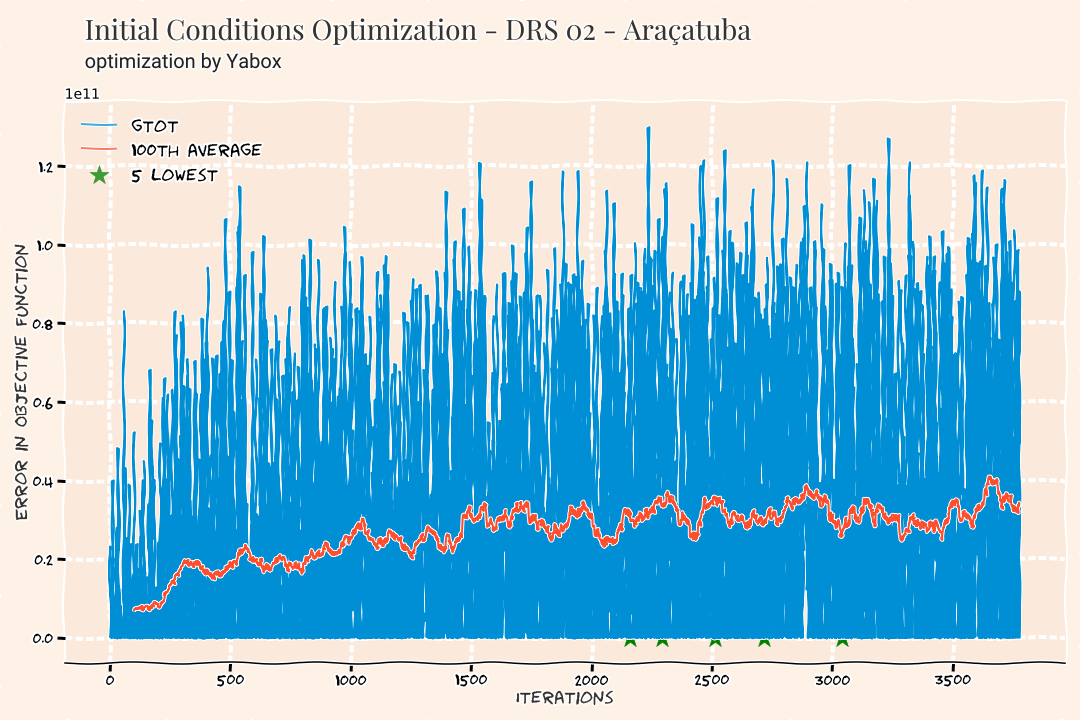 Initial Conditions Optimization - DRS 02 - Araçatuba
optimization by Yabox
1e11
GTOT
100TH AVERAGE
5 LOWEST
1.2
1.0
0.8
0.6
0.4
0.2
0.0
ERROR IN OBJECTIVE FUNCTION
0 500 1000 1500 2000 2500 3000 3500
ITERATIONS